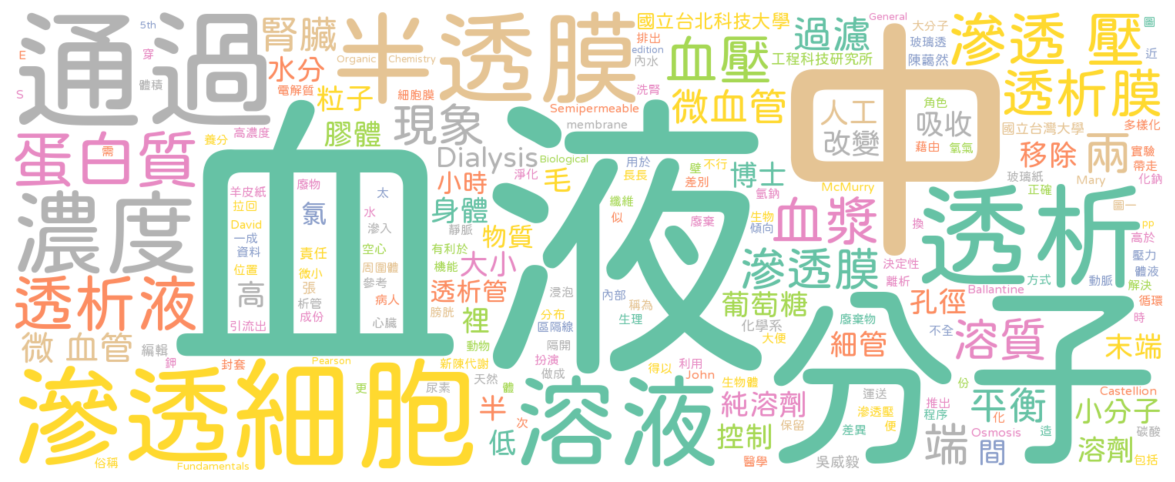 通過
半透膜
血液
中
分子
滲透
細胞
濃度
透析
溶液
透析液
蛋白質
微 血管
腎臟
水分
電解質
粒子
膠體
現象
Dialysis
Organic Chemistry
細胞膜
Semipermeable
membrane
Biological
國立台北科技大學
排出
edition
內水
洗腎
血壓
微血管
過濾
工程科技研究所
General
大分子
玻璃透
陳藹然
滲透 壓
透析膜
圖
近
人工
改變
角色
吸收
藉由
氧氣
國立台灣大學
玻璃紙
多樣化
移除
兩
實驗
帶走
化鈉
Mary
正確
5th
穿
E
S
體積
養分
高濃度
需
羊皮紙
拉回
David
一成
資料
位置
高
引流出
廢物
氯
責任
微小
張
析管
成份
太
水
滲入
空心
周圍體
參考
病人
心臟
小時
身體
靜脈
有利於
機能
大小
透析管
膀胱
裡
動物
新陳代謝
物質
淨化
毛
浸泡
分布
區隔線
隔開
扮演
做成
天然
體
用於
長長
纖維
似
壁
不行
差別
氫鈉
廢棄
內部
稱為
生理
博士
McMurry
生物
傾向
血漿
換
滲透膜
決定性
離析
葡萄糖
化學系
大便
廢棄物
不全
細管
孔徑
Ballantine
溶質
圖一
pp
高於
壓力
體液
動脈
方式
解決
循環
時
末端
Castellion
小分子
碳酸
溶劑
包括
平衡
份
化
造
Osmosis
間
端
推出
程序
運送
滲透壓
便
差異
保留
吳威毅
醫學
控制
純溶劑
生物體
利用
John
得以
低
半
次
尿素
更
Pearson
封套
鉀
編輯
俗稱
Fundamentals